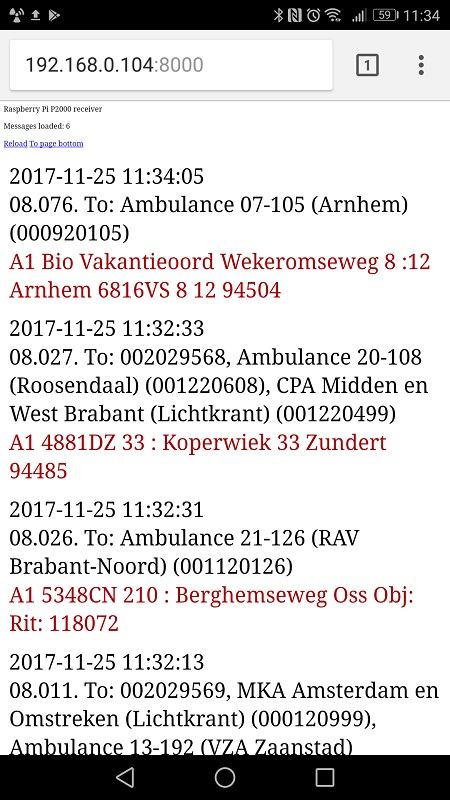 59 11:34
192.168.0.104:8000
1
Raspberry Pi P2000 receiver
Messages loaded: 6
Reload To page bottom
2017-11-25 11:34:05
08.076. To: Ambulance 07-105 (Arnhem)
(000920105)
A1 Bio Vakantieoord Wekeromseweg 8 :12
Arnhem 6816VS 8 12 94504
2017-11-25 11:32:33
08.027. To: 002029568, Ambulance 20-108
(Roosendaal) (001220608), CPA Midden en
West Brabant (Lichtkrant) (001220499)
A1 4881DZ 33 : Koperwiek 33 Zundert
94485
2017-11-25 11:32:31
08.026. To: Ambulance 21-126 (RAV
Brabant-Noord) (001120126)
A1 5348CN 210 : Berghemseweg Oss Obj:
Rit: 118072
2017-11-25 11:32:13
08.011. To: 002029569, MKA Amsterdam en
Omstreken (Lichtkrant) (000120999),
Ambulance 13-192 (VZA Zaanstad)